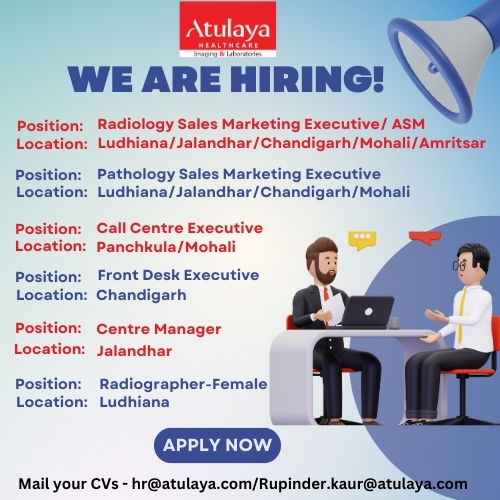 Atulaya
HEALTHCARE
Imaging & Laboratories
WE ARE HIRING!
Position: Radiology Sales Marketing Executive/ ASM
Location: Ludhiana/Jalandhar/Chandigarh/Mohali/Amritsar
Position: Pathology Sales Marketing Executive
Location: Ludhiana/Jalandhar/Chandigarh/Mohali
Position: Call Centre Executive
Location: Panchkula/Mohali
Position: Front Desk Executive
Location: Chandigarh
Position: Centre Manager
Location: Jalandhar
Position: Radiographer-Female
Location: Ludhiana
APPLY NOW
Mail your CVs - hr@atulaya.com/Rupinder.kaur@atulaya.com